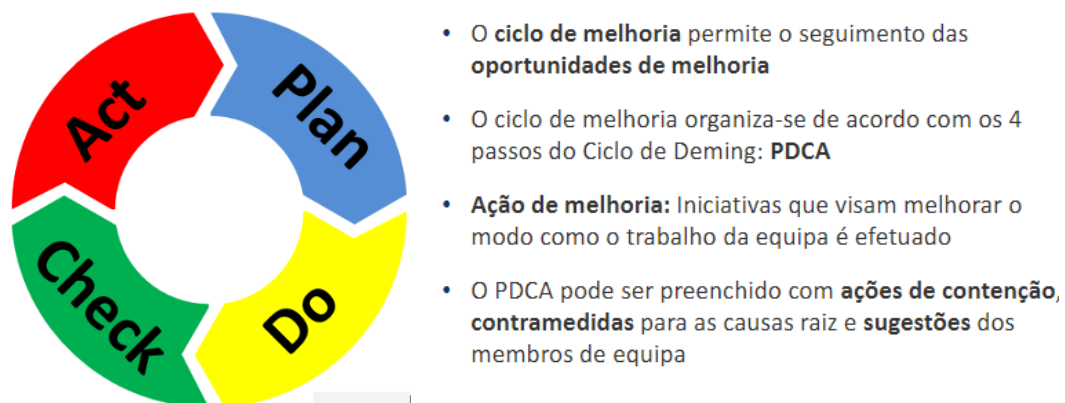 Act
Plan
Check
Do
• O ciclo de melhoria permite o seguimento das
oportunidades de melhoria
• O ciclo de melhoria organiza-se de acordo com os 4
passos do Ciclo de Deming: PDCA
• Ação de melhoria: Iniciativas que visam melhorar o
modo como o trabalho da equipa é efetuado
• O PDCA pode ser preenchido com ações de contenção,
contramedidas para as causas raiz e sugestões dos
membros de equipa